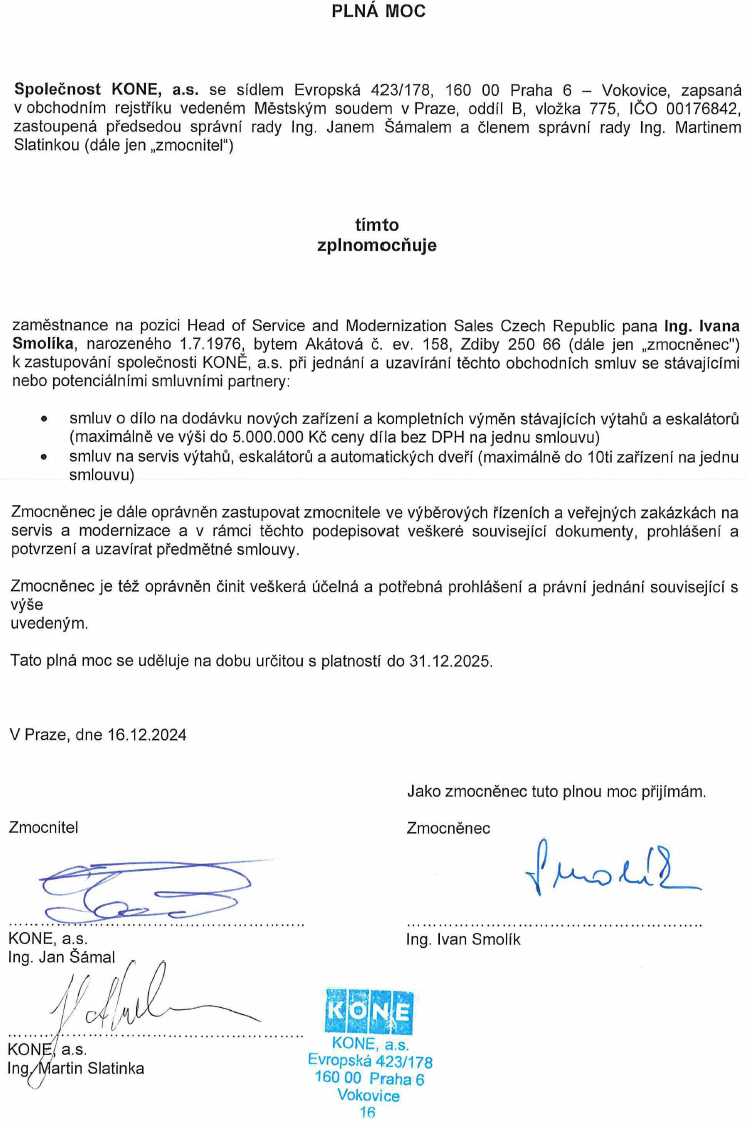 PLNÁ MOC
Společnost KONE, a.s. se sídlem Evropská 423/178, 160 00 Praha 6 – Vokovice, zapsaná
v obchodním rejstříku vedeném Městským soudem v Praze, oddíl B, vložka 775, IČO 00176842,
zastoupená předsedou správní rady Ing. Janem Šámalem a členem správní rady Ing. Martinem
Slatinkou (dále jen „zmocnitel")
tímto
zplnomocňuje
zaměstnance na pozici Head of Service and Modernization Sales Czech Republic pana Ing. Ivana
Smolíka, narozeného 1.7.1976, bytem Akátová č. ev. 158, Zdiby 250 66 (dále jen „zmocněnec")
k zastupování společnosti KONE, a.s. při jednání a uzavírání těchto obchodních smluv se stávajícími
nebo potenciálními smluvními partnery:
• smluv o dílo na dodávku nových zařízení a kompletních výměn stávajících výtahů a eskalátorů
(maximálně ve výši do 5.000.000 Kč ceny díla bez DPH na jednu smlouvu)
• smluv na servis výtahů, eskalátorů a automatických dveří (maximálně do 10ti zařízení na jednu
smlouvu)
Zmocněnec je dále oprávněn zastupovat zmocnitele ve výběrových řízeních a veřejných zakázkách na
servis a modernizace a v rámci těchto podepisovat veškeré související dokumenty, prohlášení a
potvrzení a uzavírat předmětné smlouvy.
Zmocněnec je též oprávněn činit veškerá účelná a potřebná prohlášení a právní jednání související s
výše
uvedeným.
Tato plná moc se uděluje na dobu určitou s platností do 31.12.2025.
V Praze, dne 16.12.2024
Jako zmocněnec tuto plnou moc přijímám.
Zmocnitel
Zmocněnec
Smolík
KONE, a.s.
Ing. Jan Šámal
Ing. Ivan Smolík
KONE, a.s.
Ing. Martin Slatinka
KONE
KONE, a.s.
Evropská 423/178
160 00 Praha 6
Vokovice
16